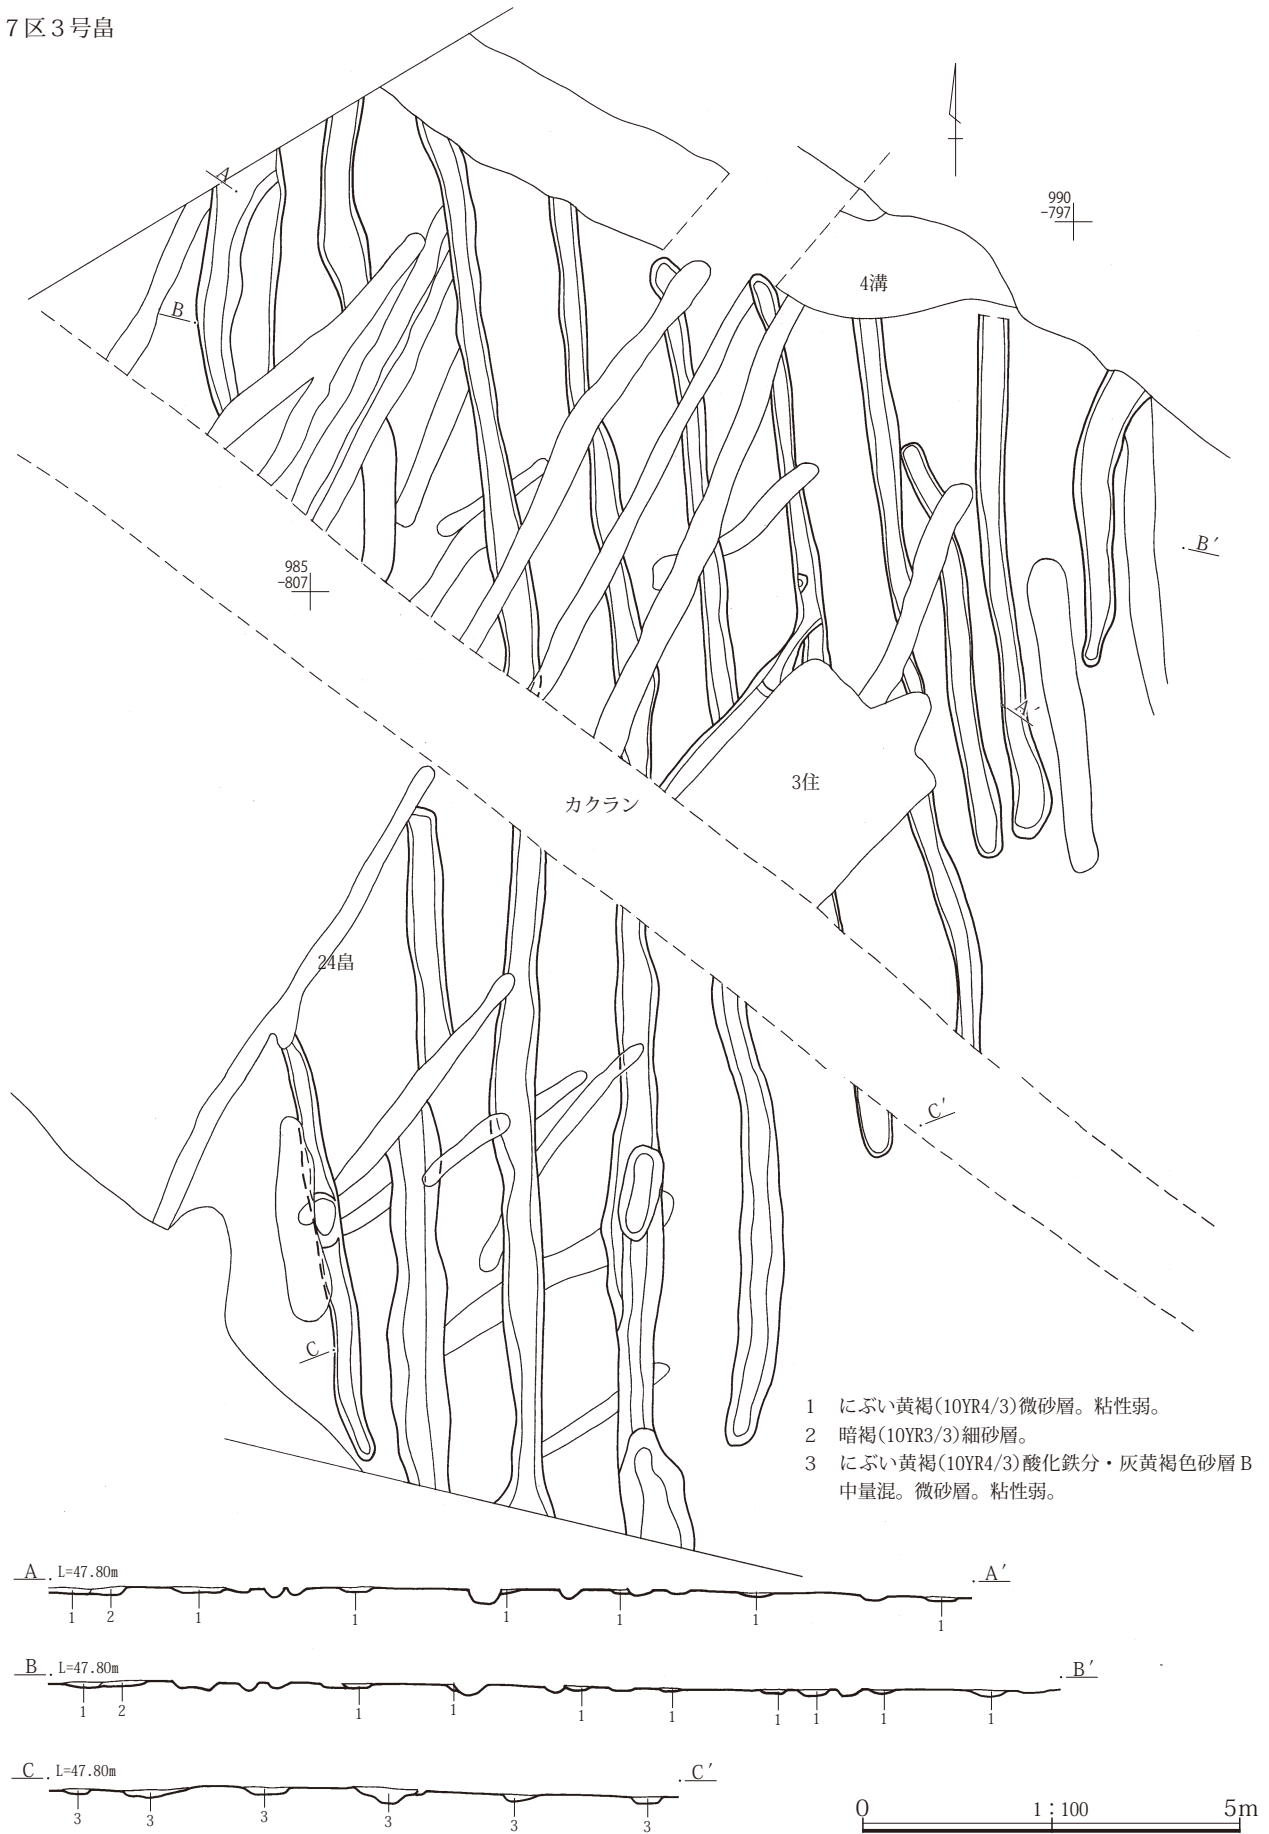 7区3号畠
A
B
990
-797
4溝
985
-807
B′
A′
3住
カクラン
24畠
C′
C
1 にぶい黄褐(10YR4/3)微砂層。粘性弱。
2 暗褐(10YR3/3)細砂層。
3 にぶい黄褐(10YR4/3)酸化鉄分・灰黄褐色砂層B
中量混。微砂層。粘性弱。
A . L=47.80m . A′
1 2 1 1 1 1 1 1
B . L=47.80m . B′
1 2 1 1 1 1 1 1 1 1
C . L=47.80m . C′
3 3 3 3 3 3
0 1:100 5m